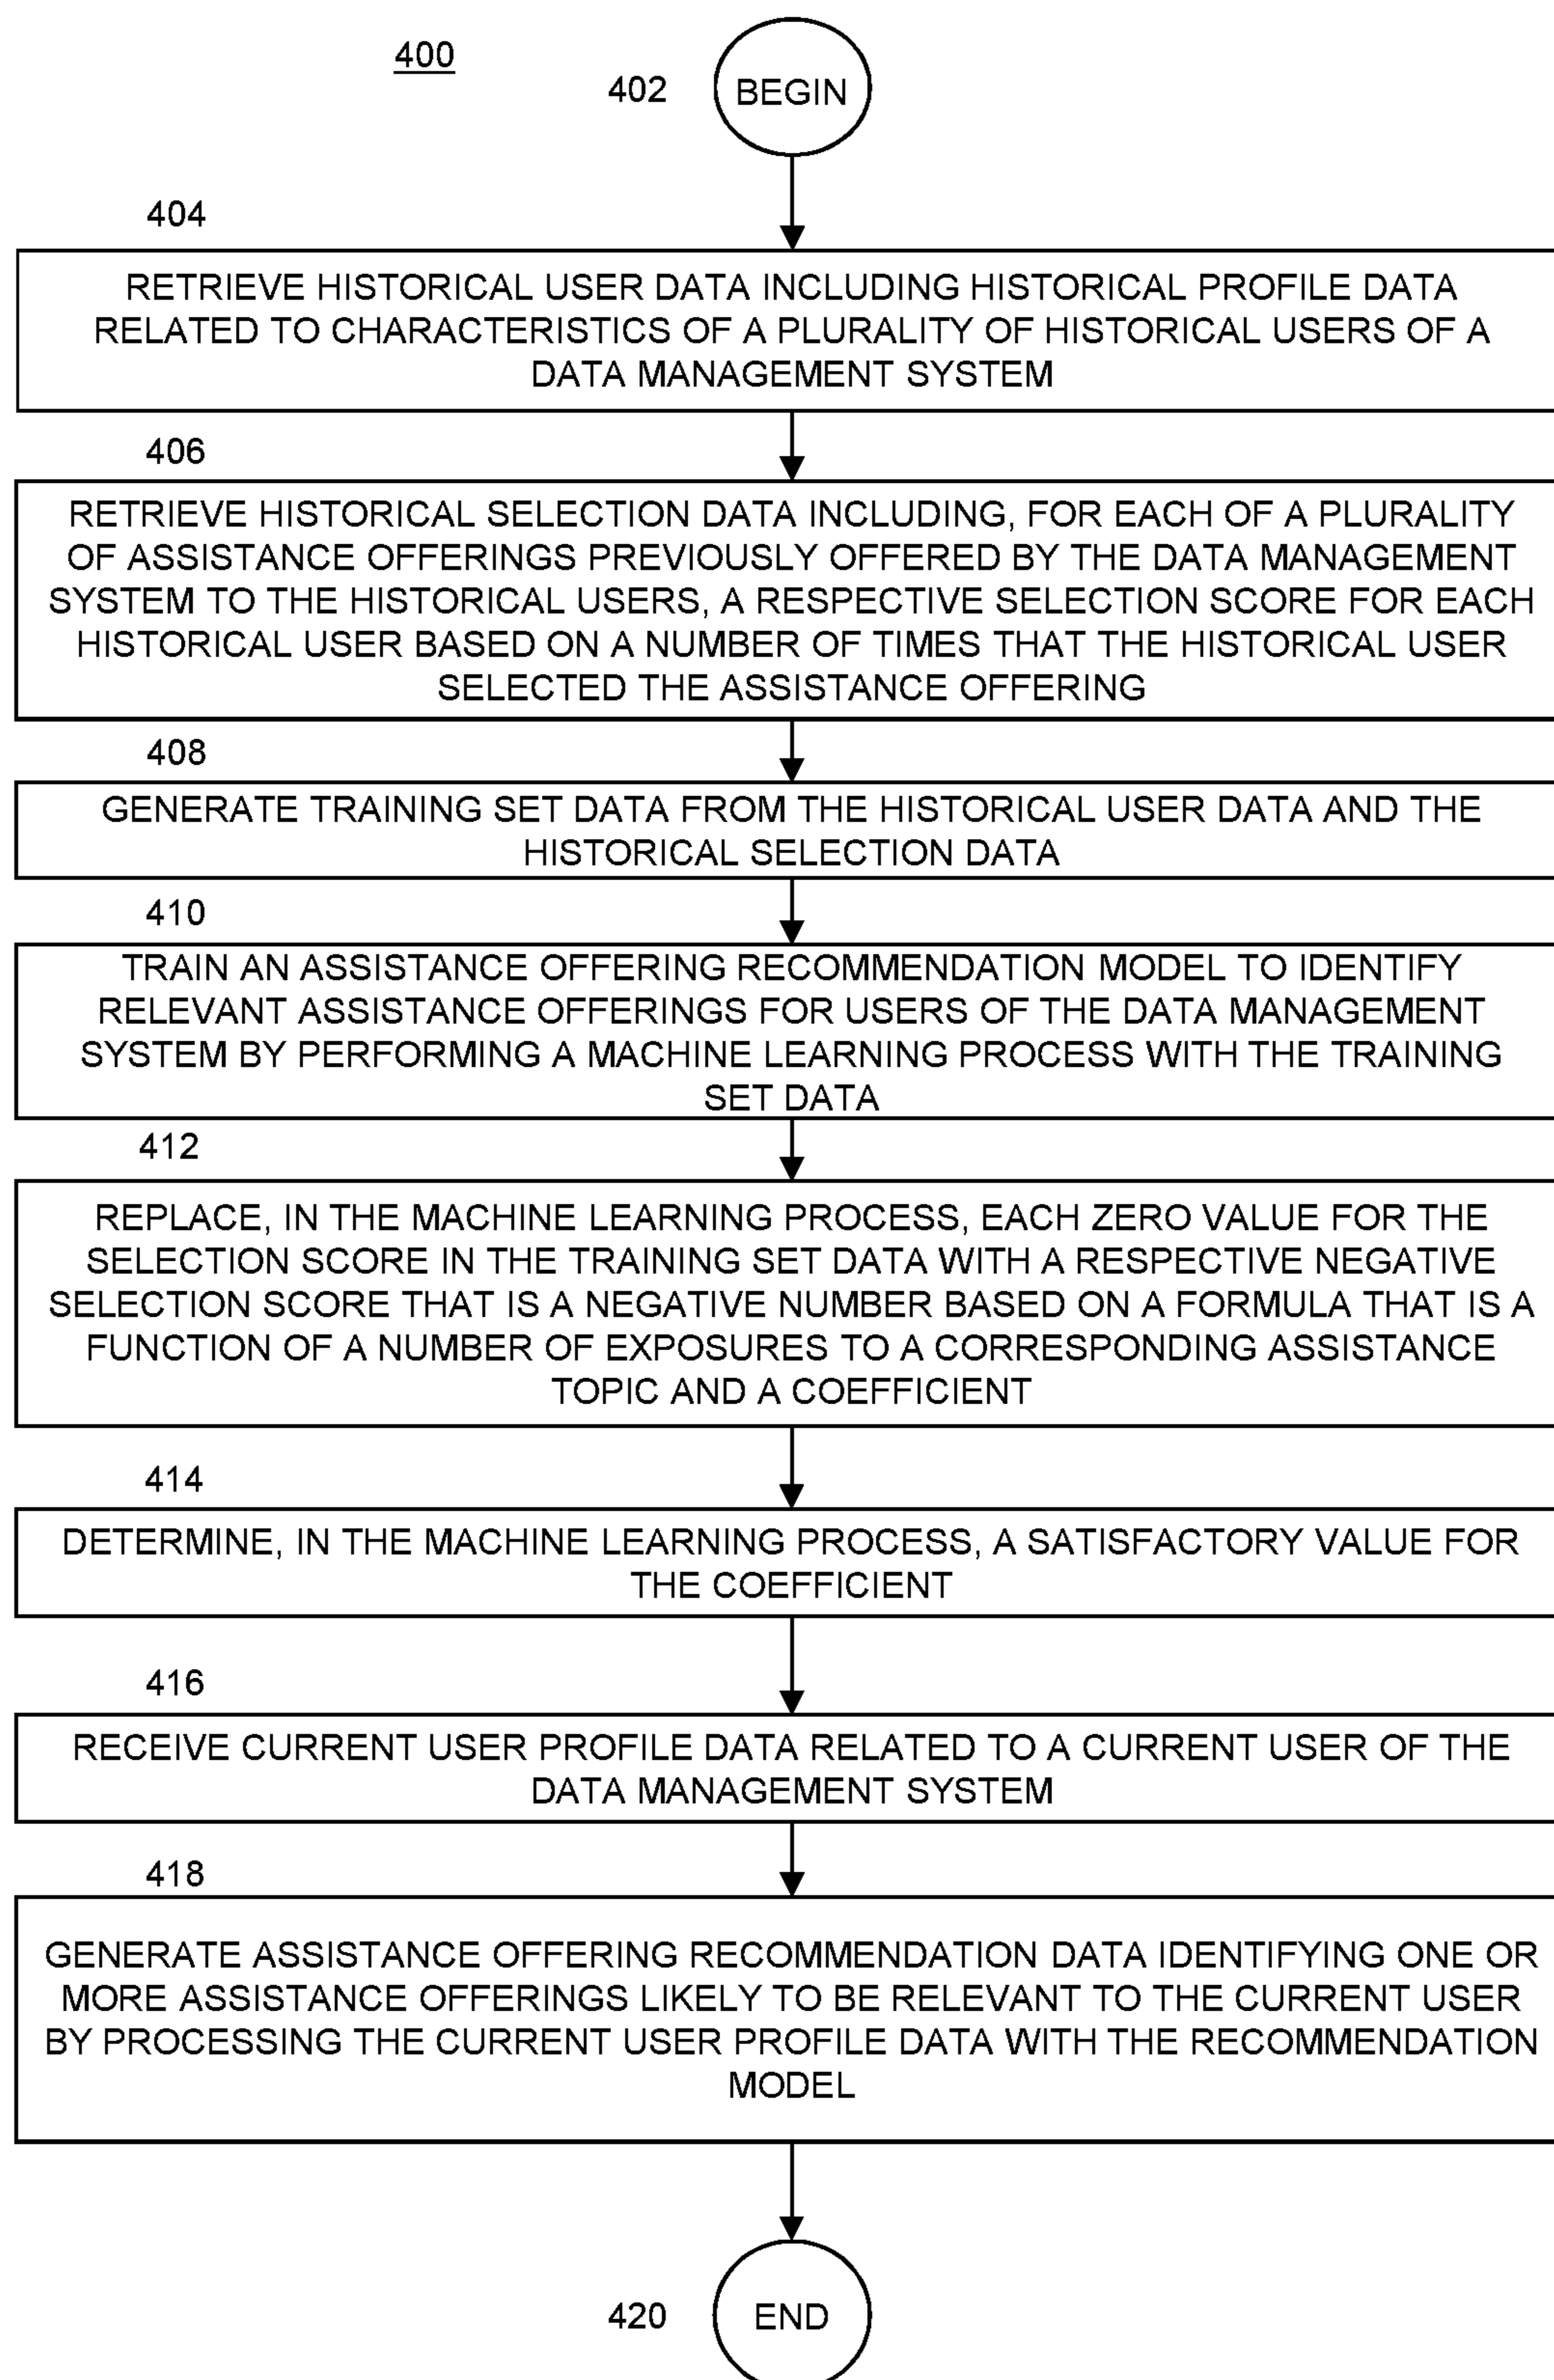 400
402
BEGIN
404
RETRIEVE HISTORICAL USER DATA INCLUDING HISTORICAL PROFILE DATA
RELATED TO CHARACTERISTICS OF A PLURALITY OF HISTORICAL USERS OF A
DATA MANAGEMENT SYSTEM
406
RETRIEVE HISTORICAL SELECTION DATA INCLUDING, FOR EACH OF A PLURALITY
OF ASSISTANCE OFFERINGS PREVIOUSLY OFFERED BY THE DATA MANAGEMENT
SYSTEM TO THE HISTORICAL USERS, A RESPECTIVE SELECTION SCORE FOR EACH
HISTORICAL USER BASED ON A NUMBER OF TIMES THAT THE HISTORICAL USER
SELECTED THE ASSISTANCE OFFERING
408
GENERATE TRAINING SET DATA FROM THE HISTORICAL USER DATA AND THE
HISTORICAL SELECTION DATA
410
TRAIN AN ASSISTANCE OFFERING RECOMMENDATION MODEL TO IDENTIFY
RELEVANT ASSISTANCE OFFERINGS FOR USERS OF THE DATA MANAGEMENT
SYSTEM BY PERFORMING A MACHINE LEARNING PROCESS WITH THE TRAINING
SET DATA
412
REPLACE, IN THE MACHINE LEARNING PROCESS, EACH ZERO VALUE FOR THE
SELECTION SCORE IN THE TRAINING SET DATA WITH A RESPECTIVE NEGATIVE
SELECTION SCORE THAT IS A NEGATIVE NUMBER BASED ON A FORMULA THAT IS A
FUNCTION OF A NUMBER OF EXPOSURES TO A CORRESPONDING ASSISTANCE
TOPIC AND A COEFFICIENT
414
DETERMINE, IN THE MACHINE LEARNING PROCESS, A SATISFACTORY VALUE FOR
THE COEFFICIENT
416
RECEIVE CURRENT USER PROFILE DATA RELATED TO A CURRENT USER OF THE
DATA MANAGEMENT SYSTEM
418
GENERATE ASSISTANCE OFFERING RECOMMENDATION DATA IDENTIFYING ONE OR
MORE ASSISTANCE OFFERINGS LIKELY TO BE RELEVANT TO THE CURRENT USER
BY PROCESSING THE CURRENT USER PROFILE DATA WITH THE RECOMMENDATION
MODEL
420
END